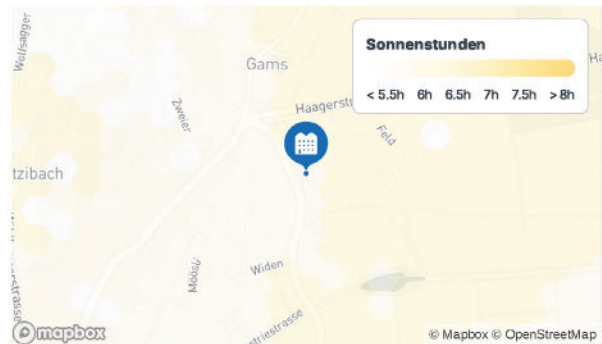 Sonnenstunden
< 5.5h 6h 6.5h 7h 7.5h > 8h
Wolfsagger
Gams
Haagerstr
Zweier
Feld
tzibach
Widen
Möösli
striestrasse
mapbox
© Mapbox © OpenStreetMap